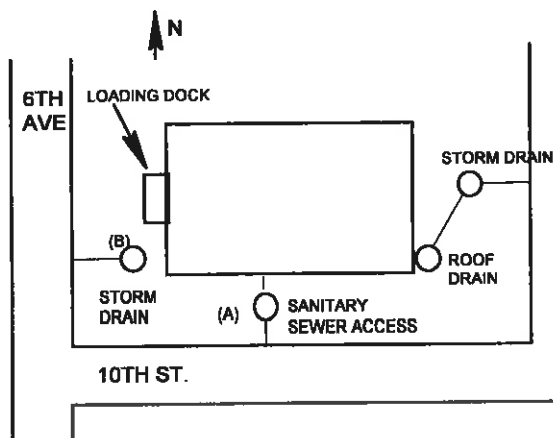 N
6TH
AVE
LOADING DOCK
STORM DRAIN
(B)
STORM
DRAIN
ROOF
DRAIN
(A)
SANITARY
SEWER ACCESS
10TH ST.